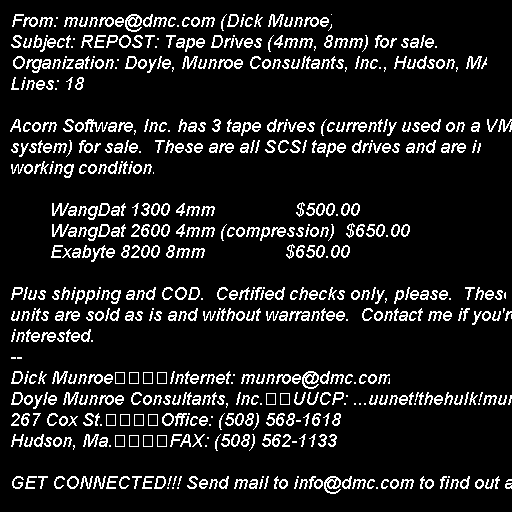 From: munroe@dmc.com (Dick Munroe)
Subject: REPOST: Tape Drives (4mm, 8mm) for sale.
Organization: Doyle, Munroe Consultants, Inc., Hudson, MA
Lines: 18

Acorn Software, Inc. has 3 tape drives (currently used on a VM
system) for sale.  These are all SCSI tape drives and are in
working condition.

WangDat 1300 4mm $500.00
WangDat 2600 4mm (compression) $650.00
Exabyte 8200 8mm $650.00

Plus shipping and COD.  Certified checks only, please.  These
units are sold as is and without warrantee.  Contact me if you're
interested.
--
Dick Munroe□□□□Internet: munroe@dmc.com
Doyle Munroe Consultants, Inc.□□UUCP: ...uunet!thehulk!mun
267 Cox St.□□□□Office: (508) 568-1618
Hudson, Ma.□□□□FAX: (508) 562-1133

GET CONNECTED!!! Send mail to info@dmc.com to find out a